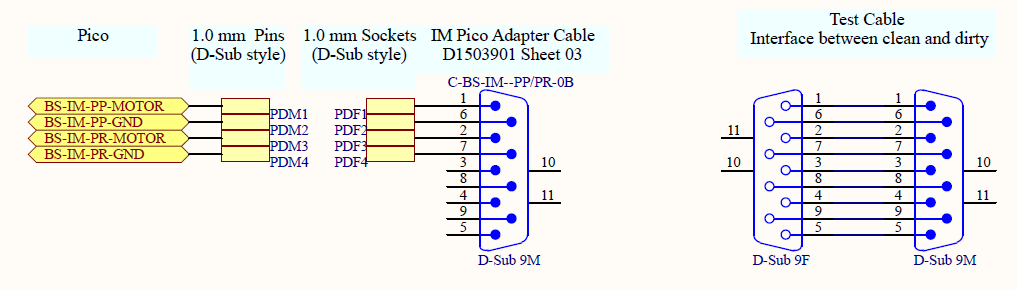 Pico
1.0 mm Pins
(D-Sub style)
1.0 mm Sockets
(D-Sub style)
IM Pico Adapter Cable
D1503901 Sheet 03
Test Cable
Interface between clean and dirty
C-BS-IM--PP/PR-0B
BS-IM-PP-MOTOR
BS-IM-PP-GND
BS-IM-PR-MOTOR
BS-IM-PR-GND
PDM1
PDM2
PDM3
PDM4
PDF1
PDF2
PDF3
PDF4
1
6
2
7
3
8
4
9
5
10
11
D-Sub 9M
11
10
1
6
2
7
3
8
4
9
5
D-Sub 9F
1
6
2
7
3
8
4
9
5
10
11
D-Sub 9M